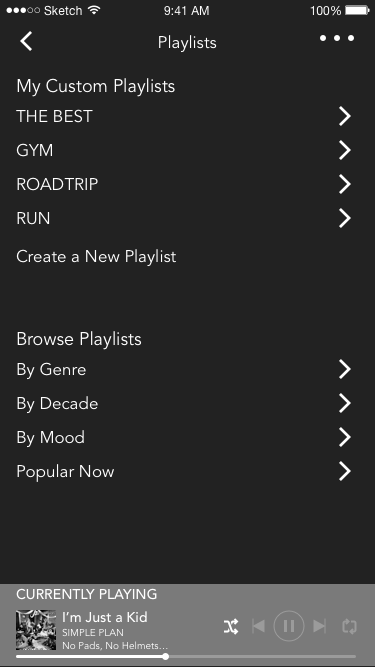 Sketch 9:41 AM 100%
Playlists
My Custom Playlists
THE BEST
GYM
ROADTRIP
RUN
Create a New Playlist
Browse Playlists
By Genre
By Decade
By Mood
Popular Now
CURRENTLY PLAYING
I'm Just a Kid
SIMPLE PLAN
No Pads, No Helmets...